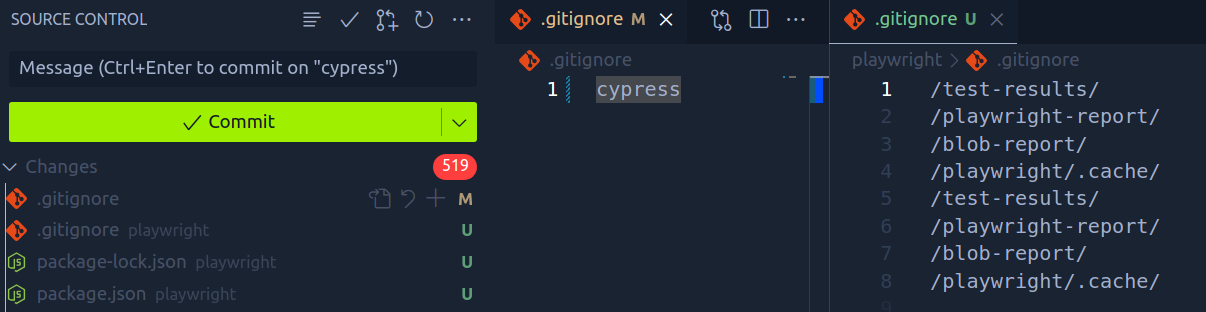 SOURCE CONTROL
Message (Ctrl+Enter to commit on "cypress")
Commit
Changes 519
.gitignore M
.gitignore playwright U
package-lock.json playwright U
package.json playwright U
.gitignore M
.gitignore
1 cypress
.gitignore U
playwright > .gitignore
1 /test-results/
2 /playwright-report/
3 /blob-report/
4 /playwright/.cache/
5 /test-results/
6 /playwright-report/
7 /blob-report/
8 /playwright/.cache/
9